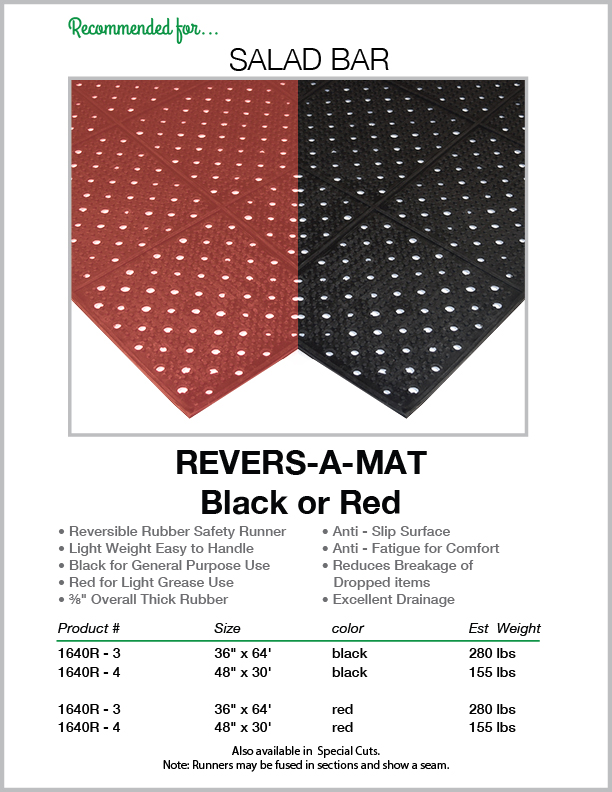 Recommended for...
SALAD BAR
REVERS-A-MAT
Black or Red
• Reversible Rubber Safety Runner
• Light Weight Easy to Handle
• Black for General Purpose Use
• Red for Light Grease Use
• ⅜" Overall Thick Rubber
• Anti - Slip Surface
• Anti - Fatigue for Comfort
• Reduces Breakage of
Dropped items
• Excellent Drainage
Product # Size color Est Weight
1640R - 3 36" x 64' black 280 lbs
1640R - 4 48" x 30' black 155 lbs
1640R - 3 36" x 64' red 280 lbs
1640R - 4 48" x 30' red 155 lbs
Also available in Special Cuts.
Note: Runners may be fused in sections and show a seam.